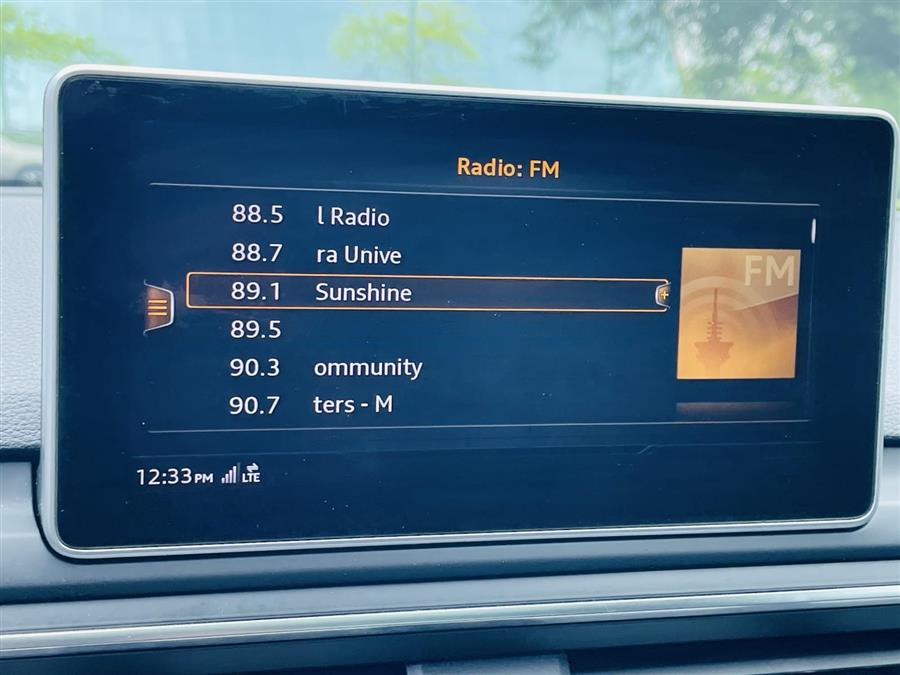 Radio: FM
88.5 l Radio
88.7 ra Unive
89.1 Sunshine
FM
89.5
90.3 ommunity
90.7 ters - M
12:33PM LTE